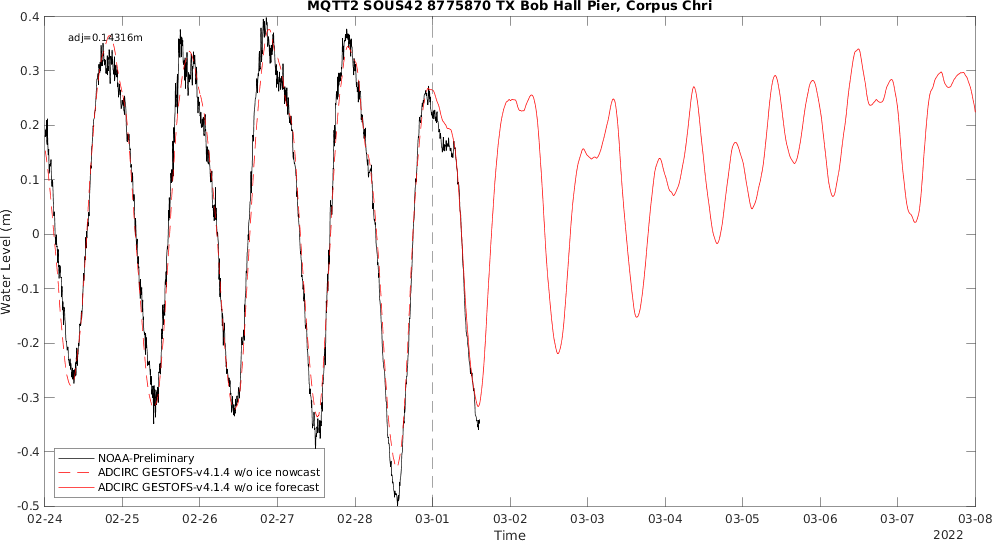 MQTT2 SOUS42 8775870 TX Bob Hall Pier, Corpus Chri
adj=0.14316m
0.4
0.3
0.2
0.1
0
-0.1
-0.2
-0.3
-0.4
-0.5
Water Level (m)
NOAA-Preliminary
ADCIRC GESTOFS-v4.1.4 w/o ice nowcast
ADCIRC GESTOFS-v4.1.4 w/o ice forecast
02-24 02-25 02-26 02-27 02-28 03-01 03-02 03-03 03-04 03-05 03-06 03-07 03-08
Time
2022